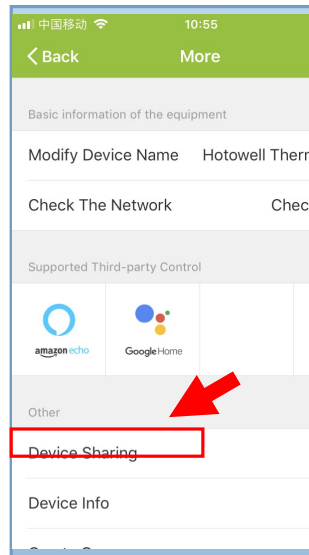 中国移动 10:55
Back More
Basic information of the equipment
Modify Device Name Hotowell Therm
Check The Network Chec
Supported Third-party Control
amazon echo Google Home
Other
Device Sharing
Device Info